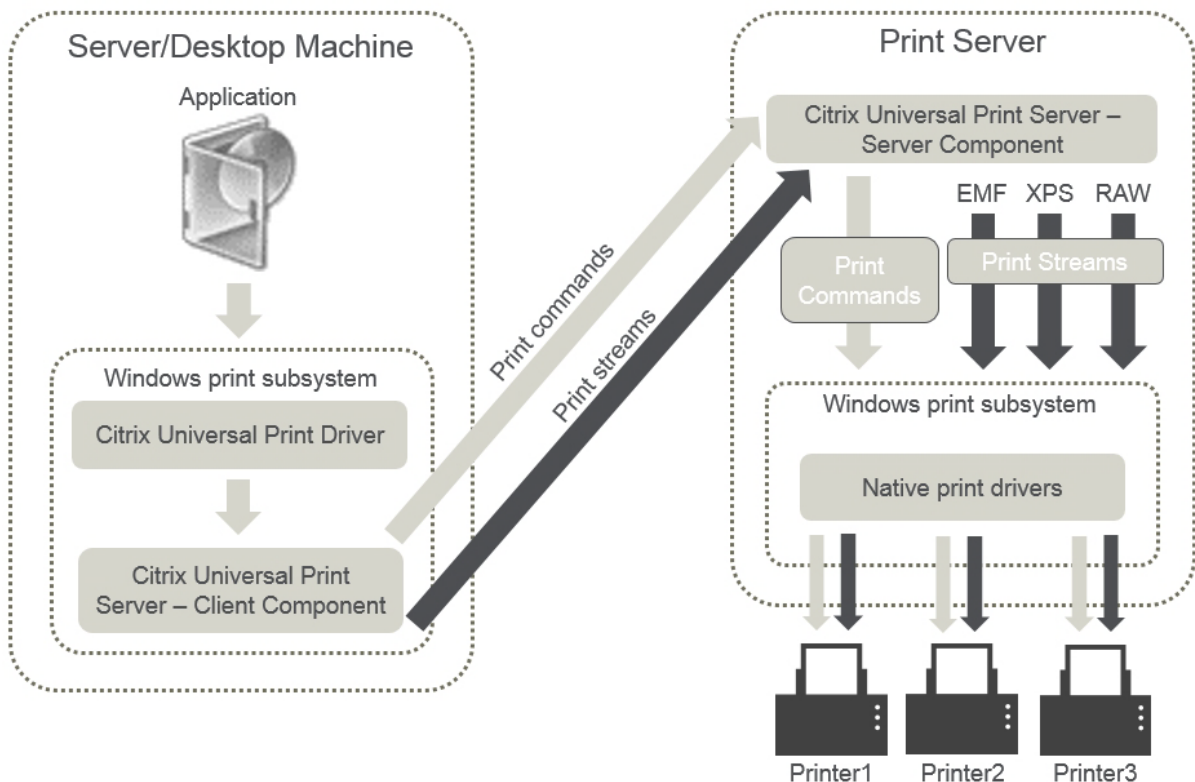 Server/Desktop Machine
Application
Windows print subsystem
Citrix Universal Print Driver
Citrix Universal Print
Server – Client Component
Print commands
Print streams
Print Server
Citrix Universal Print Server –
Server Component
EMF XPS RAW
Print
Commands
Print Streams
Windows print subsystem
Native print drivers
Printer1 Printer2 Printer3